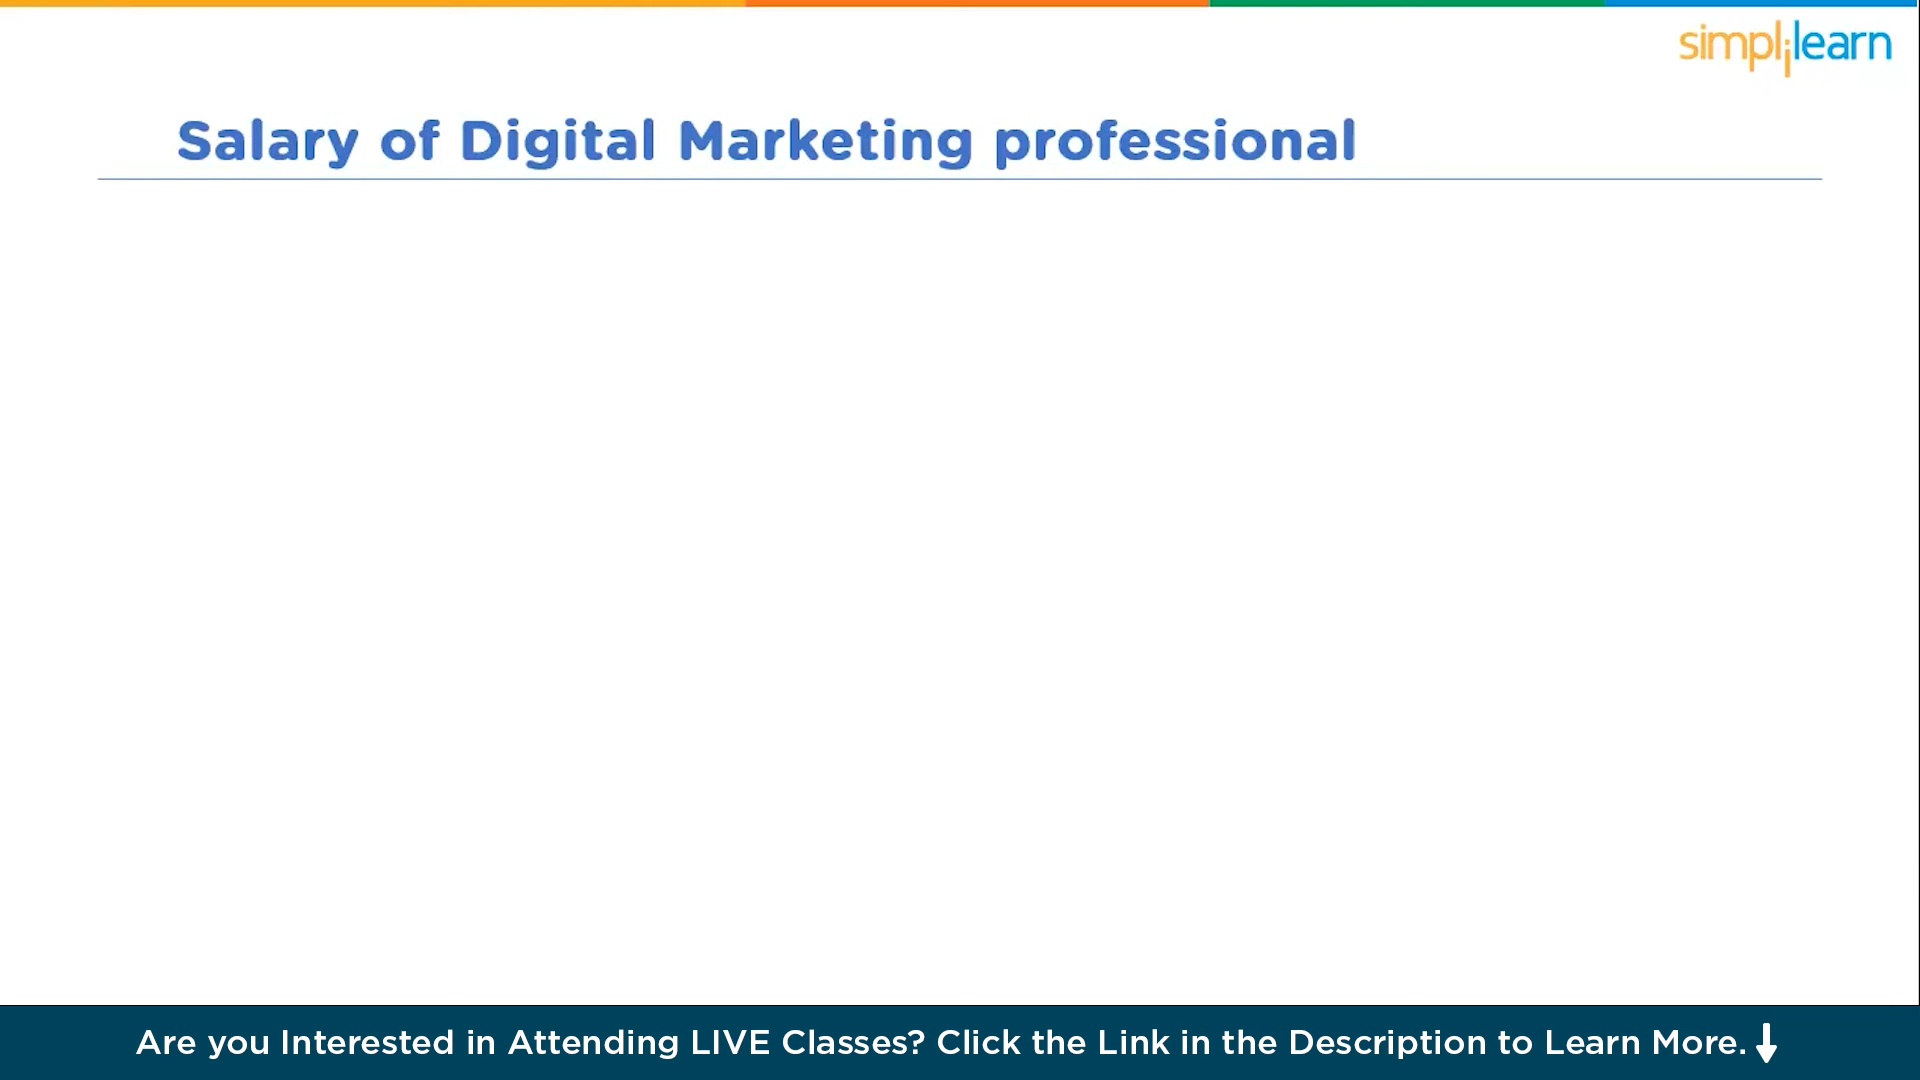 simplilearn
Salary of Digital Marketing professional
Are you Interested in Attending LIVE Classes? Click the Link in the Description to Learn More.